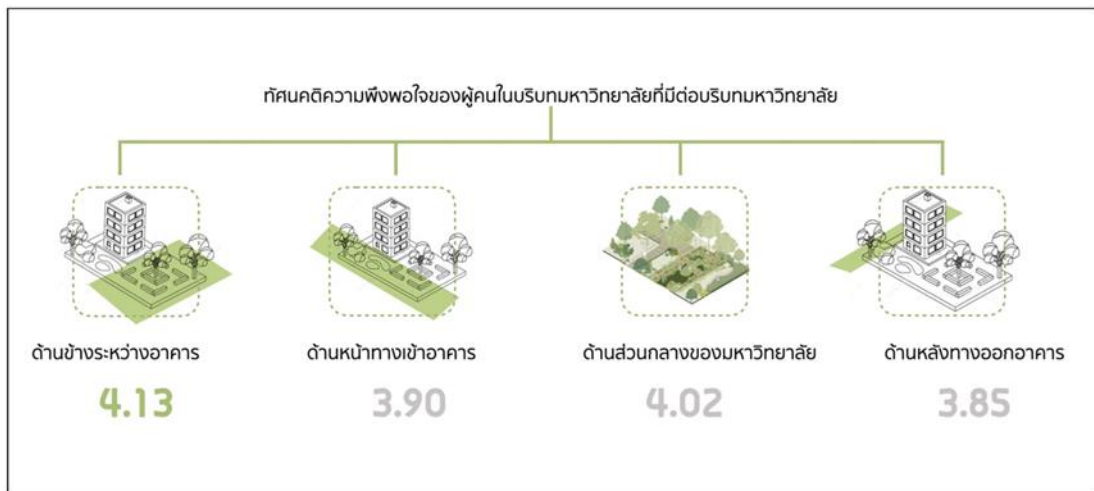 ทัศนคติความพึงพอใจของผู้คนในบริบทมหาวิทยาลัยที่มีต่อบริบทมหาวิทยาลัย
ด้านข้างระหว่างอาคาร
4.13
ด้านหน้าทางเข้าอาคาร
3.90
ด้านส่วนกลางของมหาวิทยาลัย
4.02
ด้านหลังทางออกอาคาร
3.85